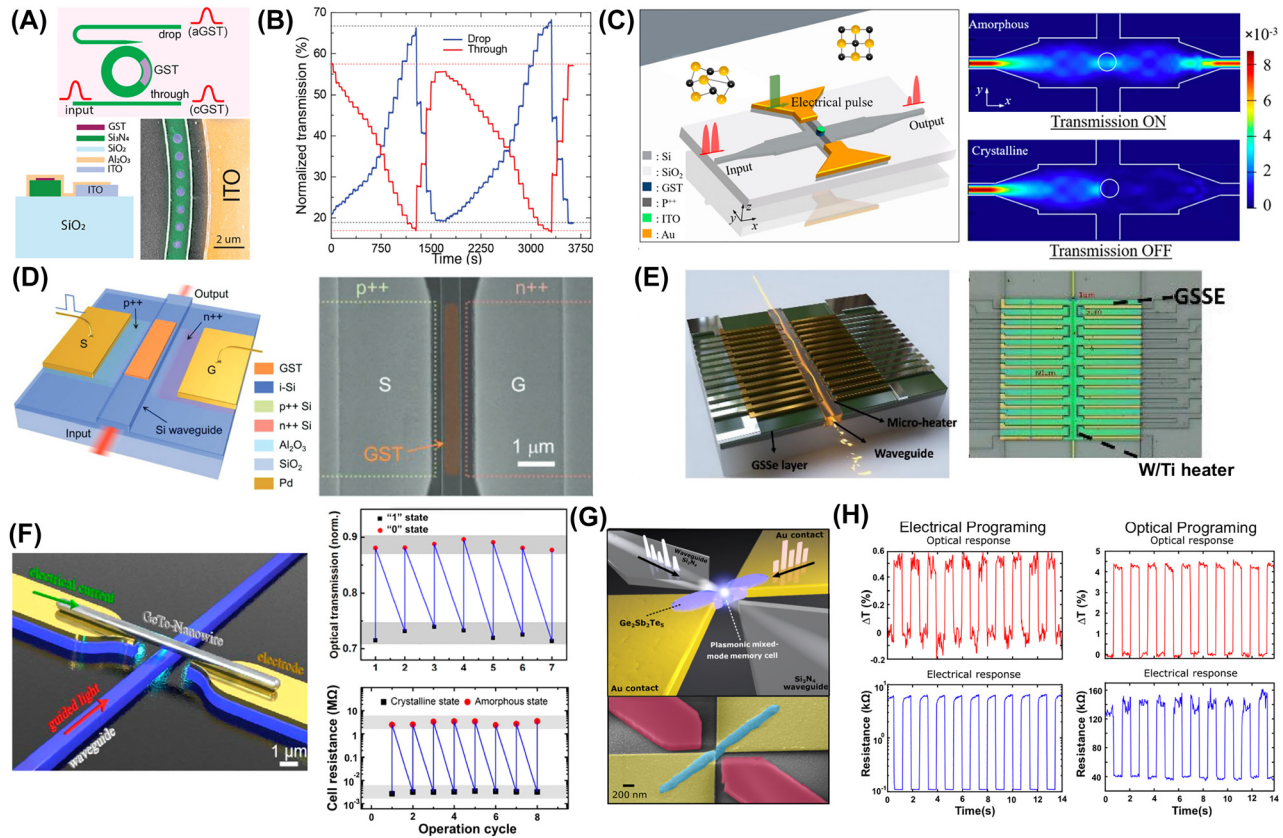 (A)
drop
(aGST)
GST
through
input
(cGST)
GST
Si₃N₄
SiO₂
Al₂O₃
ITO
ITO
SiO₂
ITO
2 um
(B)
Normalized transmission (%)
70
60
50
40
30
20
Drop
Through
0 750 1500 2250 3000 3750
Time (s)
(C)
Electrical pulse
Output
Input
: Si
: SiO₂
: GST
: P⁺⁺
: ITO
: Au
z
y
x
Amorphous
y
x
Transmission ON
Crystalline
Transmission OFF
×10⁻³
8
6
4
2
0
(D)
Output
p++
n++
S
G
Si waveguide
Input
GST
i-Si
p++ Si
n++ Si
Al₂O₃
SiO₂
Pd
p++
n++
S
G
GST
1 μm
(E)
Micro-heater
GSSe layer
Waveguide
GSSE
1um
W/Ti heater
(F)
electrical current
GeTe-Nanowire
electrode
guided light
waveguide
1 μm
"1" state
"0" state
Optical transmission (norm.)
0.9
0.8
0.7
1 2 3 4 5 6 7
Crystalline state
Amorphous state
Cell resistance (MΩ)
10²
10¹
10⁰
10⁻¹
10⁻²
10⁻³
0 2 4 6 8
Operation cycle
(G)
Au contact
Waveguide
Si₃N₄
Ge₂Sb₂Te₅
Plasmonic mixed-
mode memory cell
Au contact
Si₃N₄
waveguide
200 nm
(H)
Electrical Programing
Optical response
ΔT (%)
0.6
0.4
0.2
0
-0.2
Optical Programing
Optical response
ΔT (%)
5
4
3
2
1
0
Electrical response
Resistance (kΩ)
10¹
10⁰
10⁻¹
0 2 4 6 8 10 12 14
Time(s)
Electrical response
Resistance (kΩ)
160
120
80
40
0 2 4 6 8 10 12 14
Time(s)